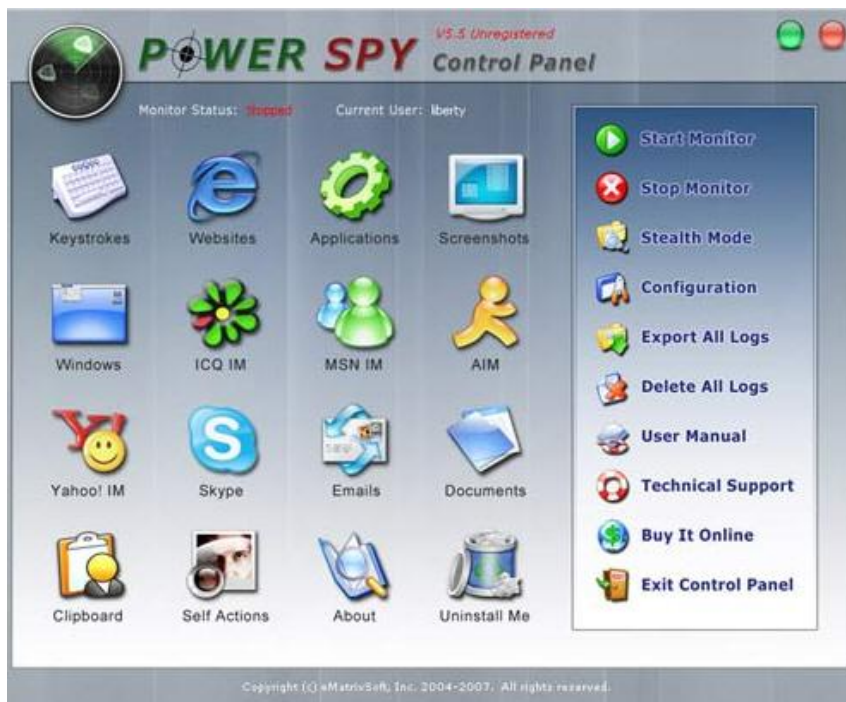 POWER SPY
V5.5 Unregistered
Control Panel
Monitor Status: Stopped Current User: liberty
Keystrokes Websites Applications Screenshots
Windows ICQ IM MSN IM AIM
Yahoo! IM Skype Emails Documents
Clipboard Self Actions About Uninstall Me
Start Monitor
Stop Monitor
Stealth Mode
Configuration
Export All Logs
Delete All Logs
User Manual
Technical Support
Buy It Online
Exit Control Panel
Copyright (c) eMatrixSoft, Inc. 2004-2007. All rights reserved.